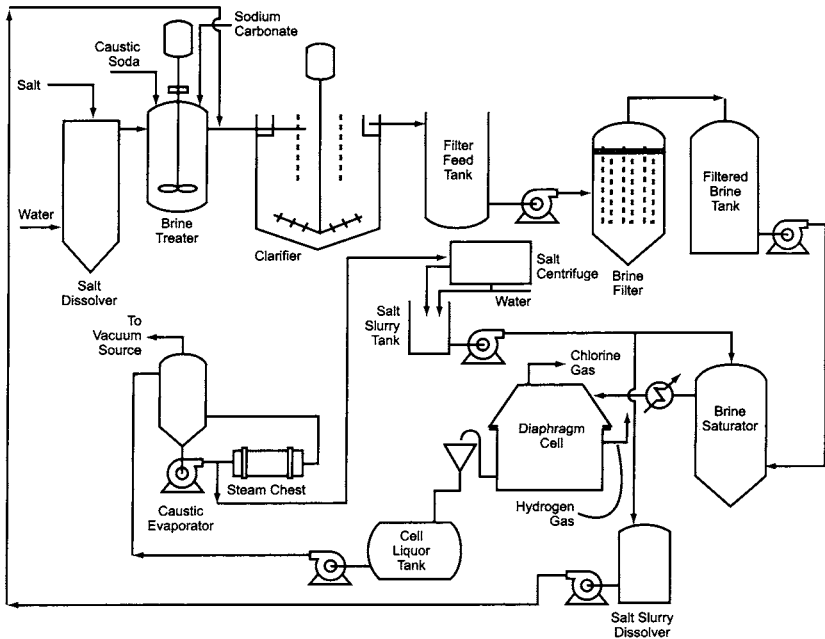 Sodium
Carbonate
Caustic
Soda
Salt
Water
Salt
Dissolver
Brine
Treater
Clarifier
Filter
Feed
Tank
Brine
Filter
Filtered
Brine
Tank
Salt
Centrifuge
Water
Salt
Slurry
Tank
To
Vacuum
Source
Chlorine
Gas
Diaphragm
Cell
Brine
Saturator
Steam Chest
Caustic
Evaporator
Hydrogen
Gas
Cell
Liquor
Tank
Salt Slurry
Dissolver